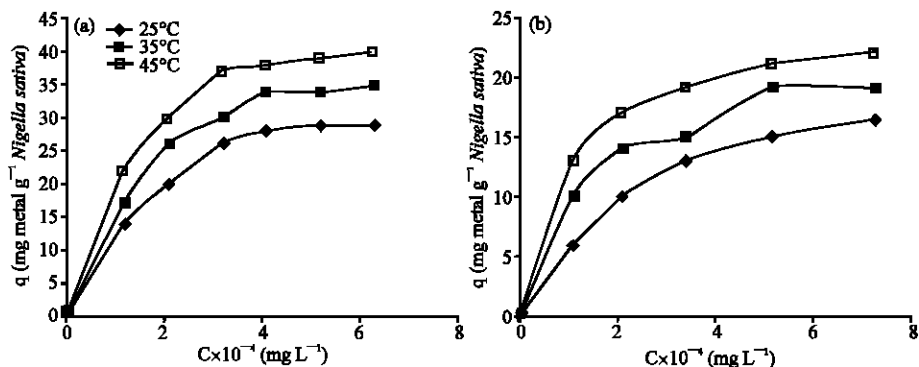 (a)
25°C
35°C
45°C
45
40
35
30
25
20
15
10
5
0
q (mg metal g⁻¹ Nigella sativa)
0 2 4 6 8
C×10⁻⁴ (mg L⁻¹)
(b)
25
20
15
10
5
0
q (mg metal g⁻¹ Nigella sativa)
0 2 4 6 8
C×10⁻⁴ (mg L⁻¹)